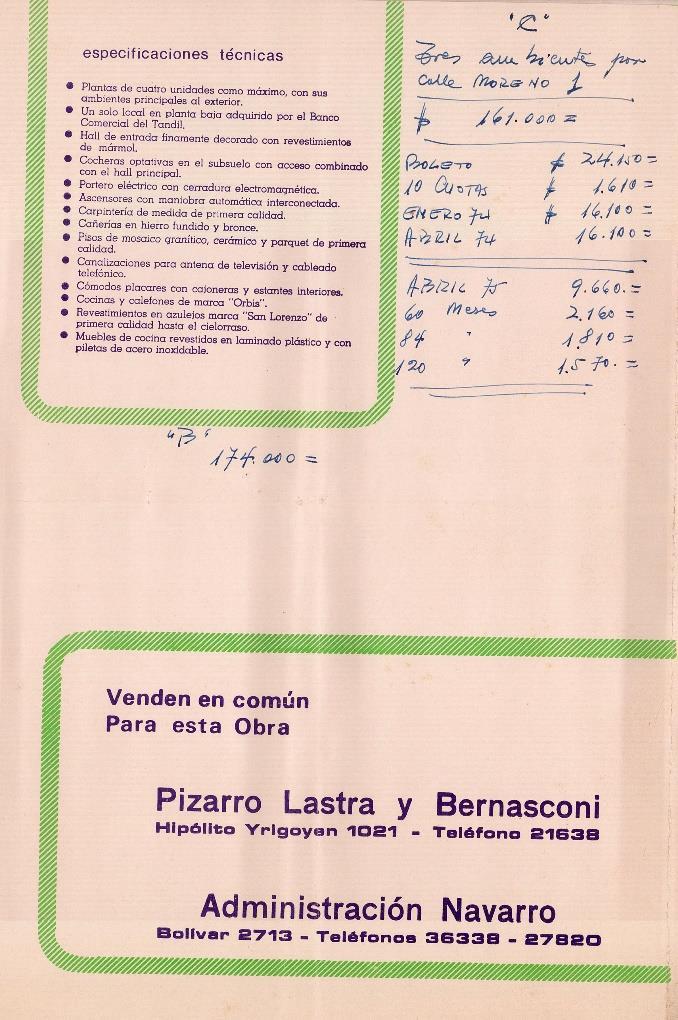 especificaciones técnicas
● Plantas de cuatro unidades como máximo, con sus
ambientes principales al exterior.
● Un solo local en planta baja adquirido por el Banco
Comercial del Tandil.
● Hall de entrada finamente decorado con revestimientos
de mármol.
● Cocheras optativas en el subsuelo con acceso combinado
con el hall principal.
● Portero eléctrico con cerradura electromagnética.
● Ascensores con maniobra automática interconectada.
● Carpintería de medida de primera calidad.
● Cañerías en hierro fundido y bronce.
● Pisos de mosaico granítico, cerámico y parquet de primera
calidad.
● Canalizaciones para antena de televisión y cableado
telefónico.
● Cómodos placares con cajoneras y estantes interiores.
● Cocinas y calefones de marca "Orbis".
● Revestimientos en azulejos marca "San Lorenzo" de
primera calidad hasta el cielorraso.
● Muebles de cocina revestidos en laminado plástico y con
piletas de acero inoxidable.
"C"
Tres ambientes por
calle MORENO 1
$ 161.000=
BOLETO $ 24.150=
10 CUOTAS $ 1.610=
ENERO 74 $ 16.100=
ABRIL 74 16.100=
ABRIL 75 9.660.=
60 Meses 2.160=
84 " 1.810=
120 " 1.570.=
"B"
174.000=
Venden en común
Para esta Obra
Pizarro Lastra y Bernasconi
Hipólito Yrigoyen 1021 - Teléfono 21638
Administración Navarro
Bolívar 2713 - Teléfonos 36338 - 27820